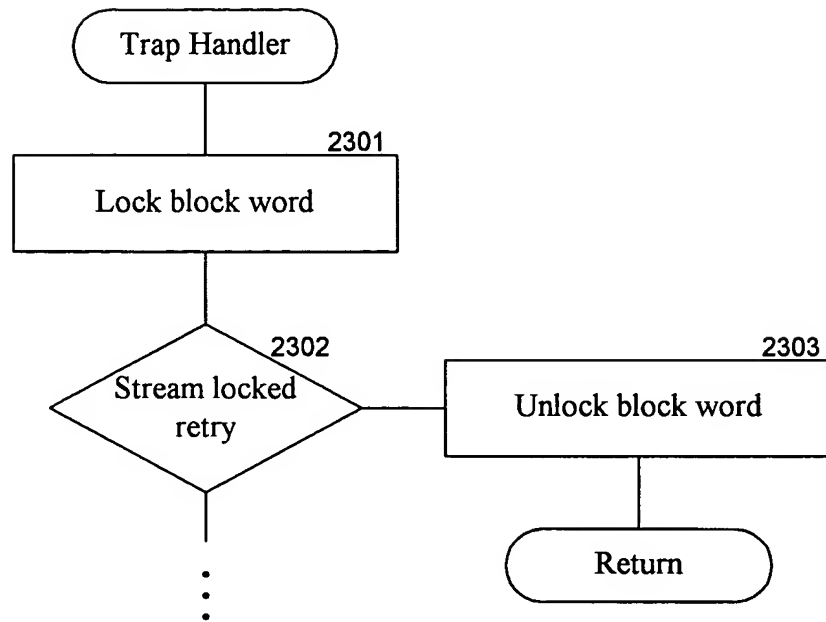 Trap Handler
2301
Lock block word
2302
Stream locked
retry
2303
Unlock block word
Return